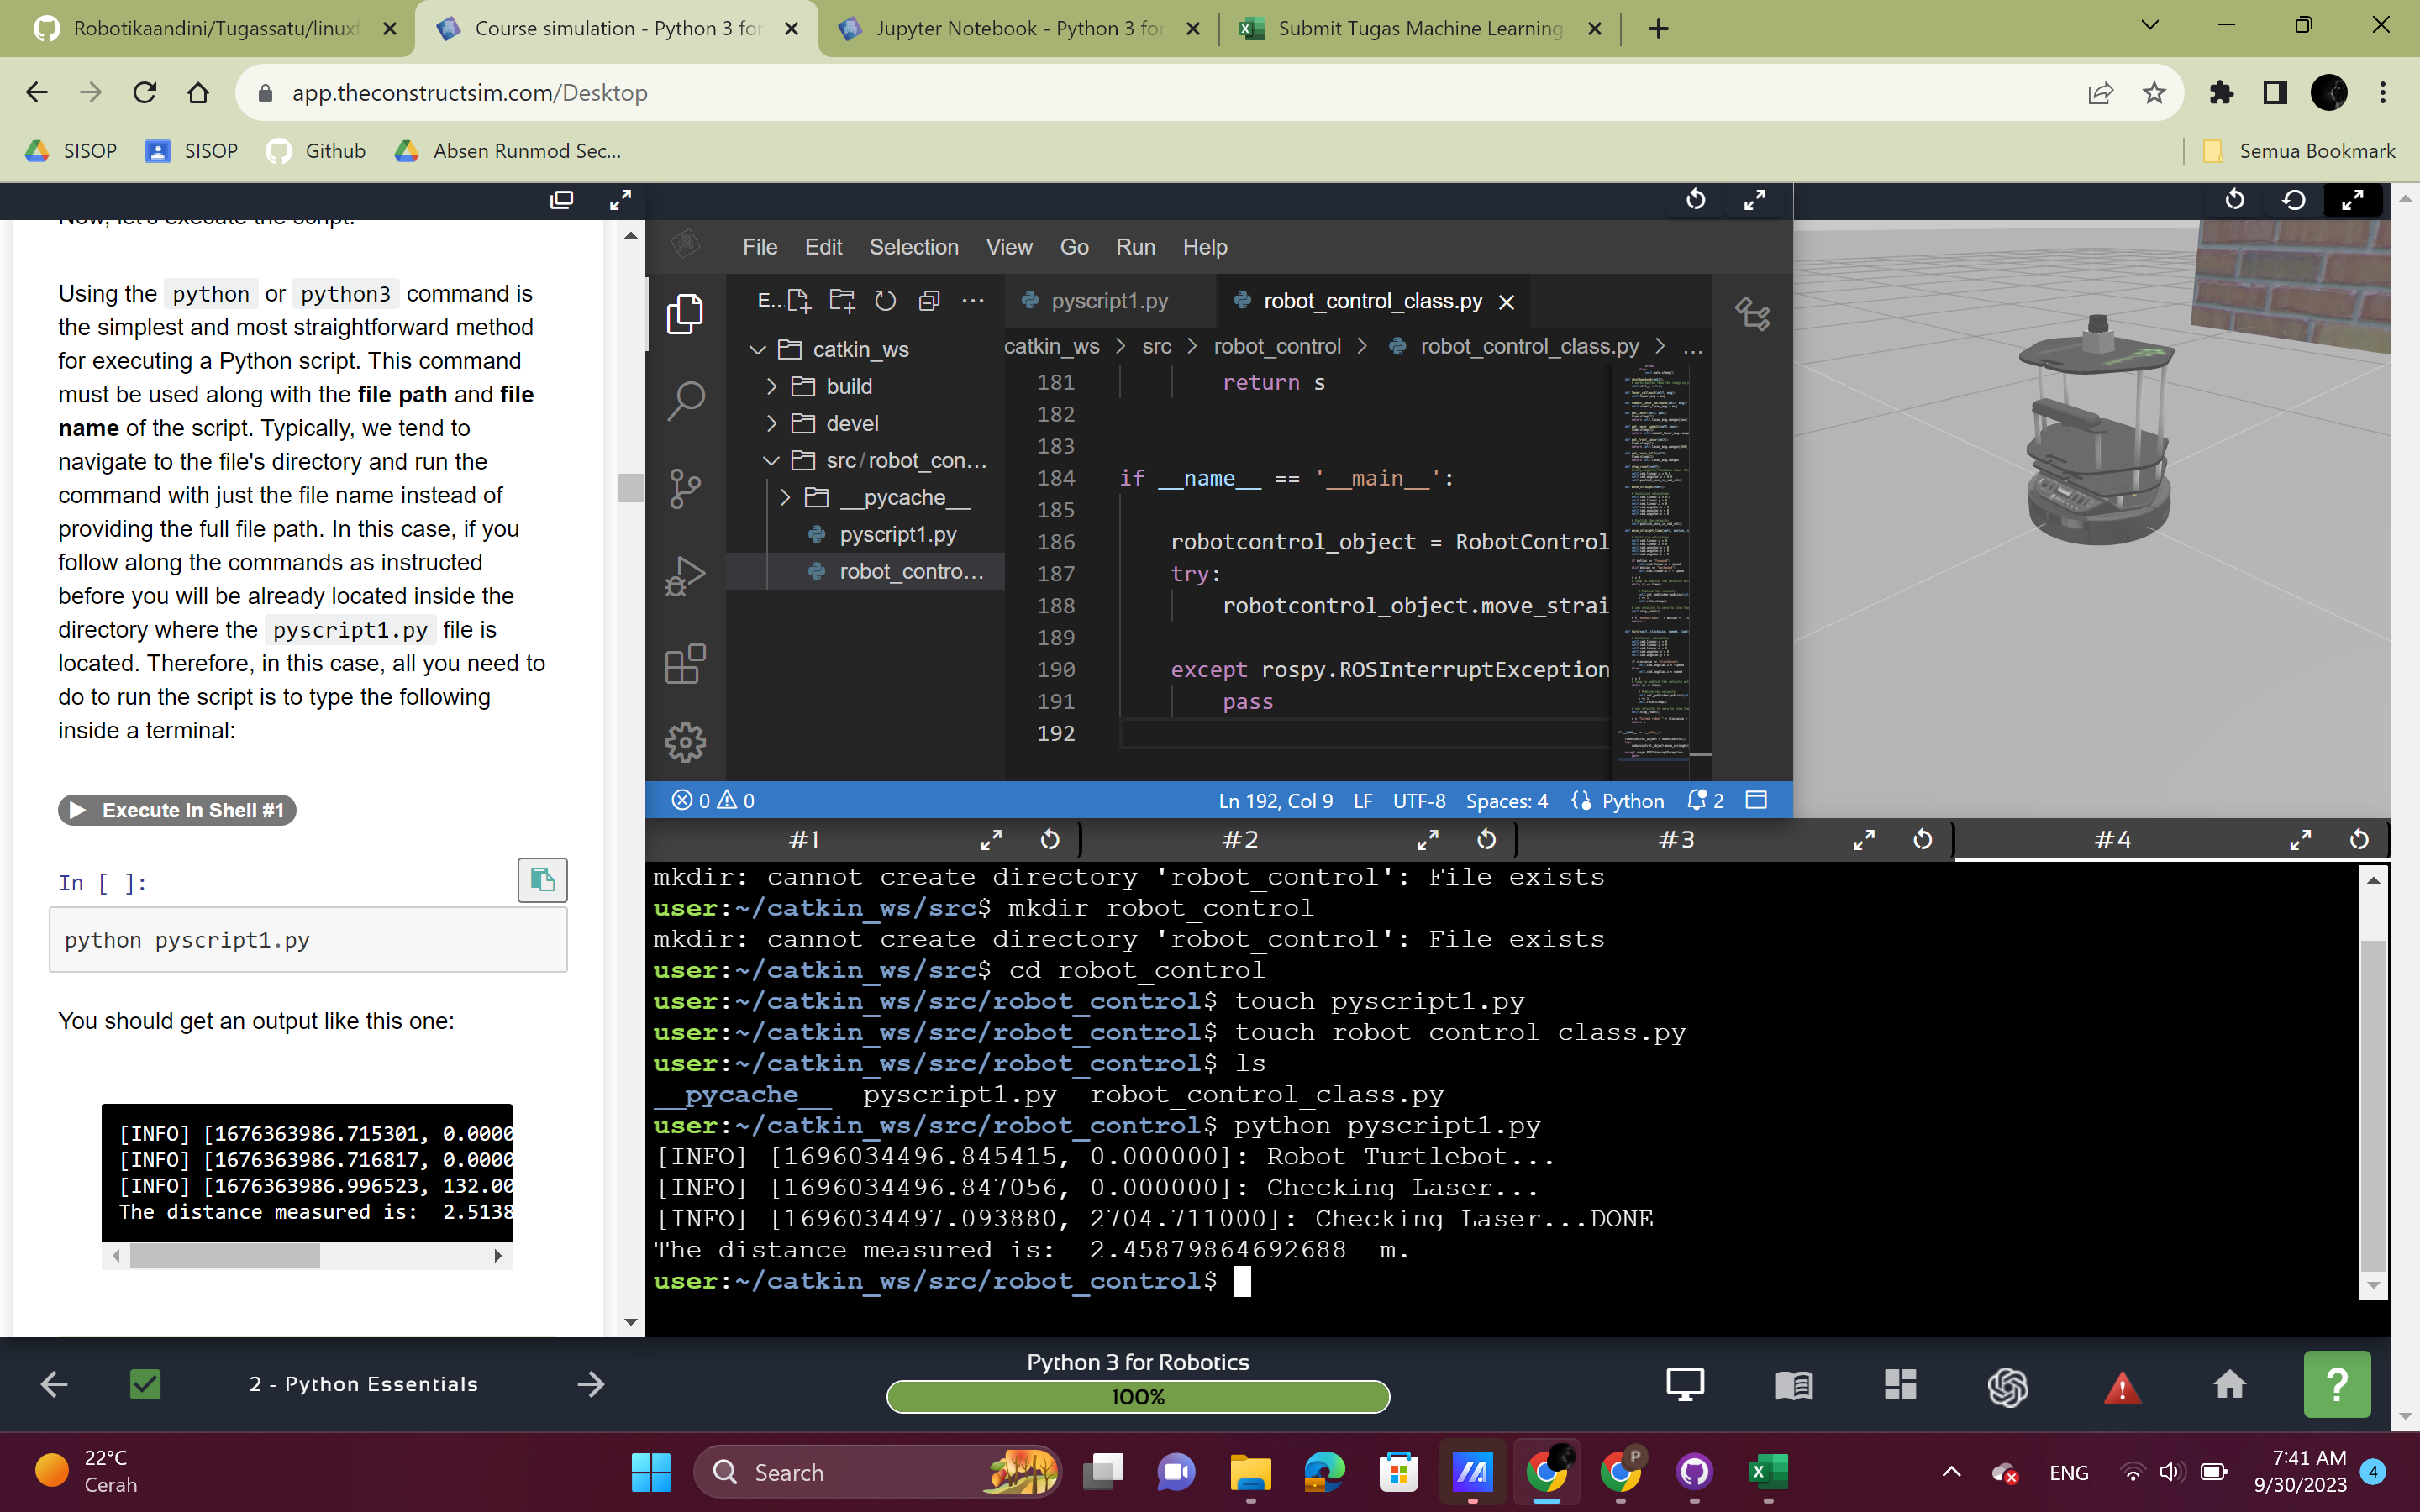 Robotikaandini/Tugassatu/linuxf
Course simulation - Python 3 for
Jupyter Notebook - Python 3 for
Submit Tugas Machine Learning
app.theconstructsim.com/Desktop
SISOP
SISOP
Github
Absen Runmod Sec...
Semua Bookmark
Now, let's execute the script.
Using the python or python3 command is
the simplest and most straightforward method
for executing a Python script. This command
must be used along with the file path and file
name of the script. Typically, we tend to
navigate to the file's directory and run the
command with just the file name instead of
providing the full file path. In this case, if you
follow along the commands as instructed
before you will be already located inside the
directory where the pyscript1.py file is
located. Therefore, in this case, all you need to
do to run the script is to type the following
inside a terminal:
Execute in Shell #1
In [ ]:
python pyscript1.py
You should get an output like this one:
[INFO] [1676363986.715301, 0.0000
[INFO] [1676363986.716817, 0.0000
[INFO] [1676363986.996523, 132.00
The distance measured is:  2.5138
File Edit Selection View Go Run Help
E...
catkin_ws
build
devel
src/robot_con...
__pycache__
pyscript1.py
robot_contro...
pyscript1.py
robot_control_class.py
catkin_ws > src > robot_control > robot_control_class.py > ...
181 return s
182
183
184 if __name__ == '__main__':
185
186 robotcontrol_object = RobotControl
187 try:
188 robotcontrol_object.move_strai
189
190 except rospy.ROSInterruptException
191 pass
192
0 0
Ln 192, Col 9 LF UTF-8 Spaces: 4 Python 2
#1 #2 #3 #4
mkdir: cannot create directory 'robot_control': File exists
user:~/catkin_ws/src$ mkdir robot_control
mkdir: cannot create directory 'robot_control': File exists
user:~/catkin_ws/src$ cd robot_control
user:~/catkin_ws/src/robot_control$ touch pyscript1.py
user:~/catkin_ws/src/robot_control$ touch robot_control_class.py
user:~/catkin_ws/src/robot_control$ ls
__pycache__  pyscript1.py  robot_control_class.py
user:~/catkin_ws/src/robot_control$ python pyscript1.py
[INFO] [1696034496.845415, 0.000000]: Robot Turtlebot...
[INFO] [1696034496.847056, 0.000000]: Checking Laser...
[INFO] [1696034497.093880, 2704.711000]: Checking Laser...DONE
The distance measured is:  2.45879864692688  m.
user:~/catkin_ws/src/robot_control$
2 - Python Essentials
Python 3 for Robotics
100%
?
22°C
Cerah
Search
P
ENG
7:41 AM
9/30/2023
4